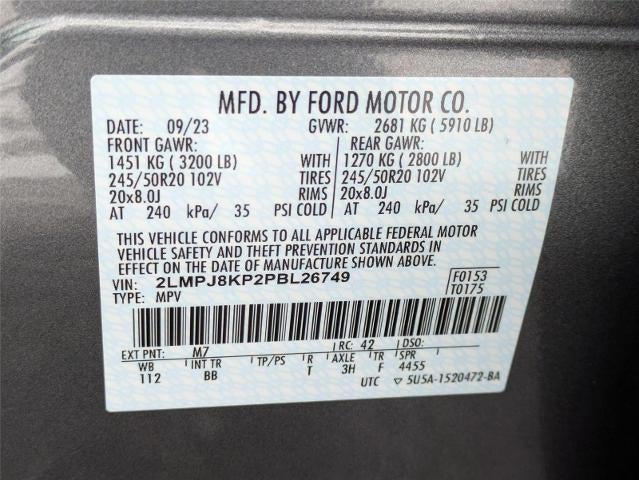 MFD. BY FORD MOTOR CO.
DATE: 09/23 GVWR: 2681 KG ( 5910 LB)
FRONT GAWR: REAR GAWR:
1451 KG ( 3200 LB) WITH 1270 KG ( 2800 LB) WITH
245/50R20 102V TIRES 245/50R20 102V TIRES
20x8.0J RIMS 20x8.0J RIMS
AT 240 kPa/ 35 PSI COLD AT 240 kPa/ 35 PSI COLD
THIS VEHICLE CONFORMS TO ALL APPLICABLE FEDERAL MOTOR
VEHICLE SAFETY AND THEFT PREVENTION STANDARDS IN
EFFECT ON THE DATE OF MANUFACTURE SHOWN ABOVE.
VIN: 2LMPJ8KP2PBL26749 F0153
TYPE: MPV T0175
EXT PNT: M7 RC: 42 DSO:
WB INT TR TP/PS R AXLE TR SPR
112 BB T 3H F 4455
UTC ▽ 5U5A-1520472-BA